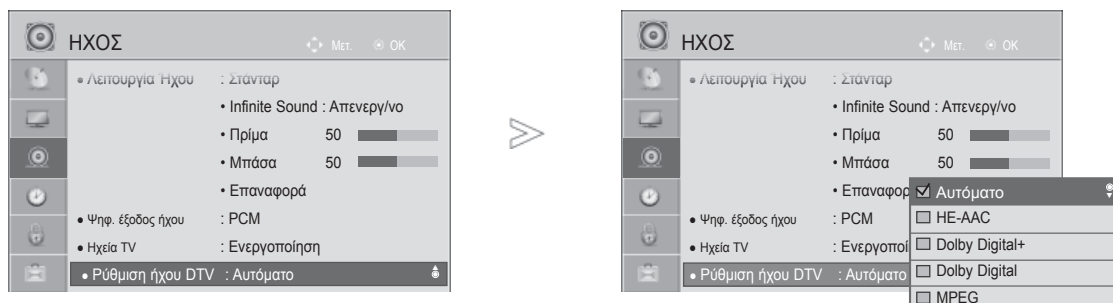 ΗΧΟΣ
Μετ. OK
• Λειτουργία Ήχου : Στάνταρ
• Infinite Sound : Απενεργ/νο
• Πρίμα 50
• Μπάσα 50
• Επαναφορά
• Ψηφ. έξοδος ήχου : PCM
• Ηχεία TV : Ενεργοποίηση
• Ρύθμιση ήχου DTV : Αυτόματο
ΗΧΟΣ
Μετ. OK
• Λειτουργία Ήχου : Στάνταρ
• Infinite Sound : Απενεργ/νο
• Πρίμα 50
• Μπάσα 50
• Επαναφορ
• Ψηφ. έξοδος ήχου : PCM
• Ηχεία TV : Ενεργοποί
• Ρύθμιση ήχου DTV : Αυτόματο
Αυτόματο
HE-AAC
Dolby Digital+
Dolby Digital
MPEG